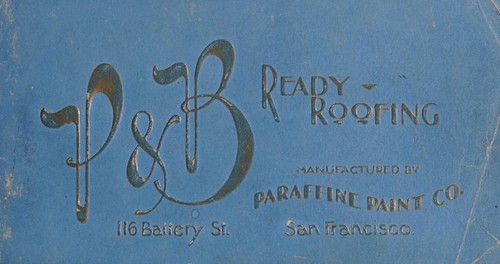 P&B
READY
ROOFING
MANUFACTURED BY
PARAFFINE PAINT CO.
116 Battery St. San Francisco.